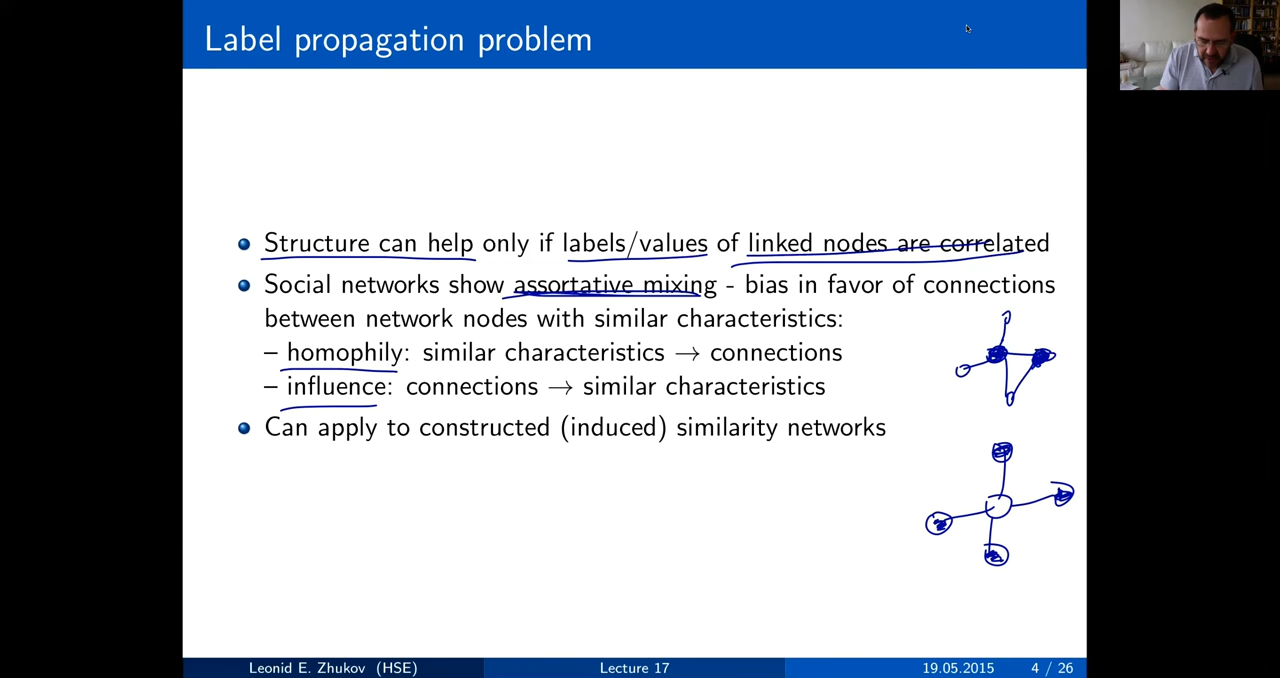 Label propagation problem
Structure can help only if labels/values of linked nodes are correlated
Social networks show assortative mixing - bias in favor of connections
between network nodes with similar characteristics:
– homophily: similar characteristics → connections
– influence: connections → similar characteristics
Can apply to constructed (induced) similarity networks
Leonid E. Zhukov (HSE) Lecture 17 19.05.2015 4 / 26